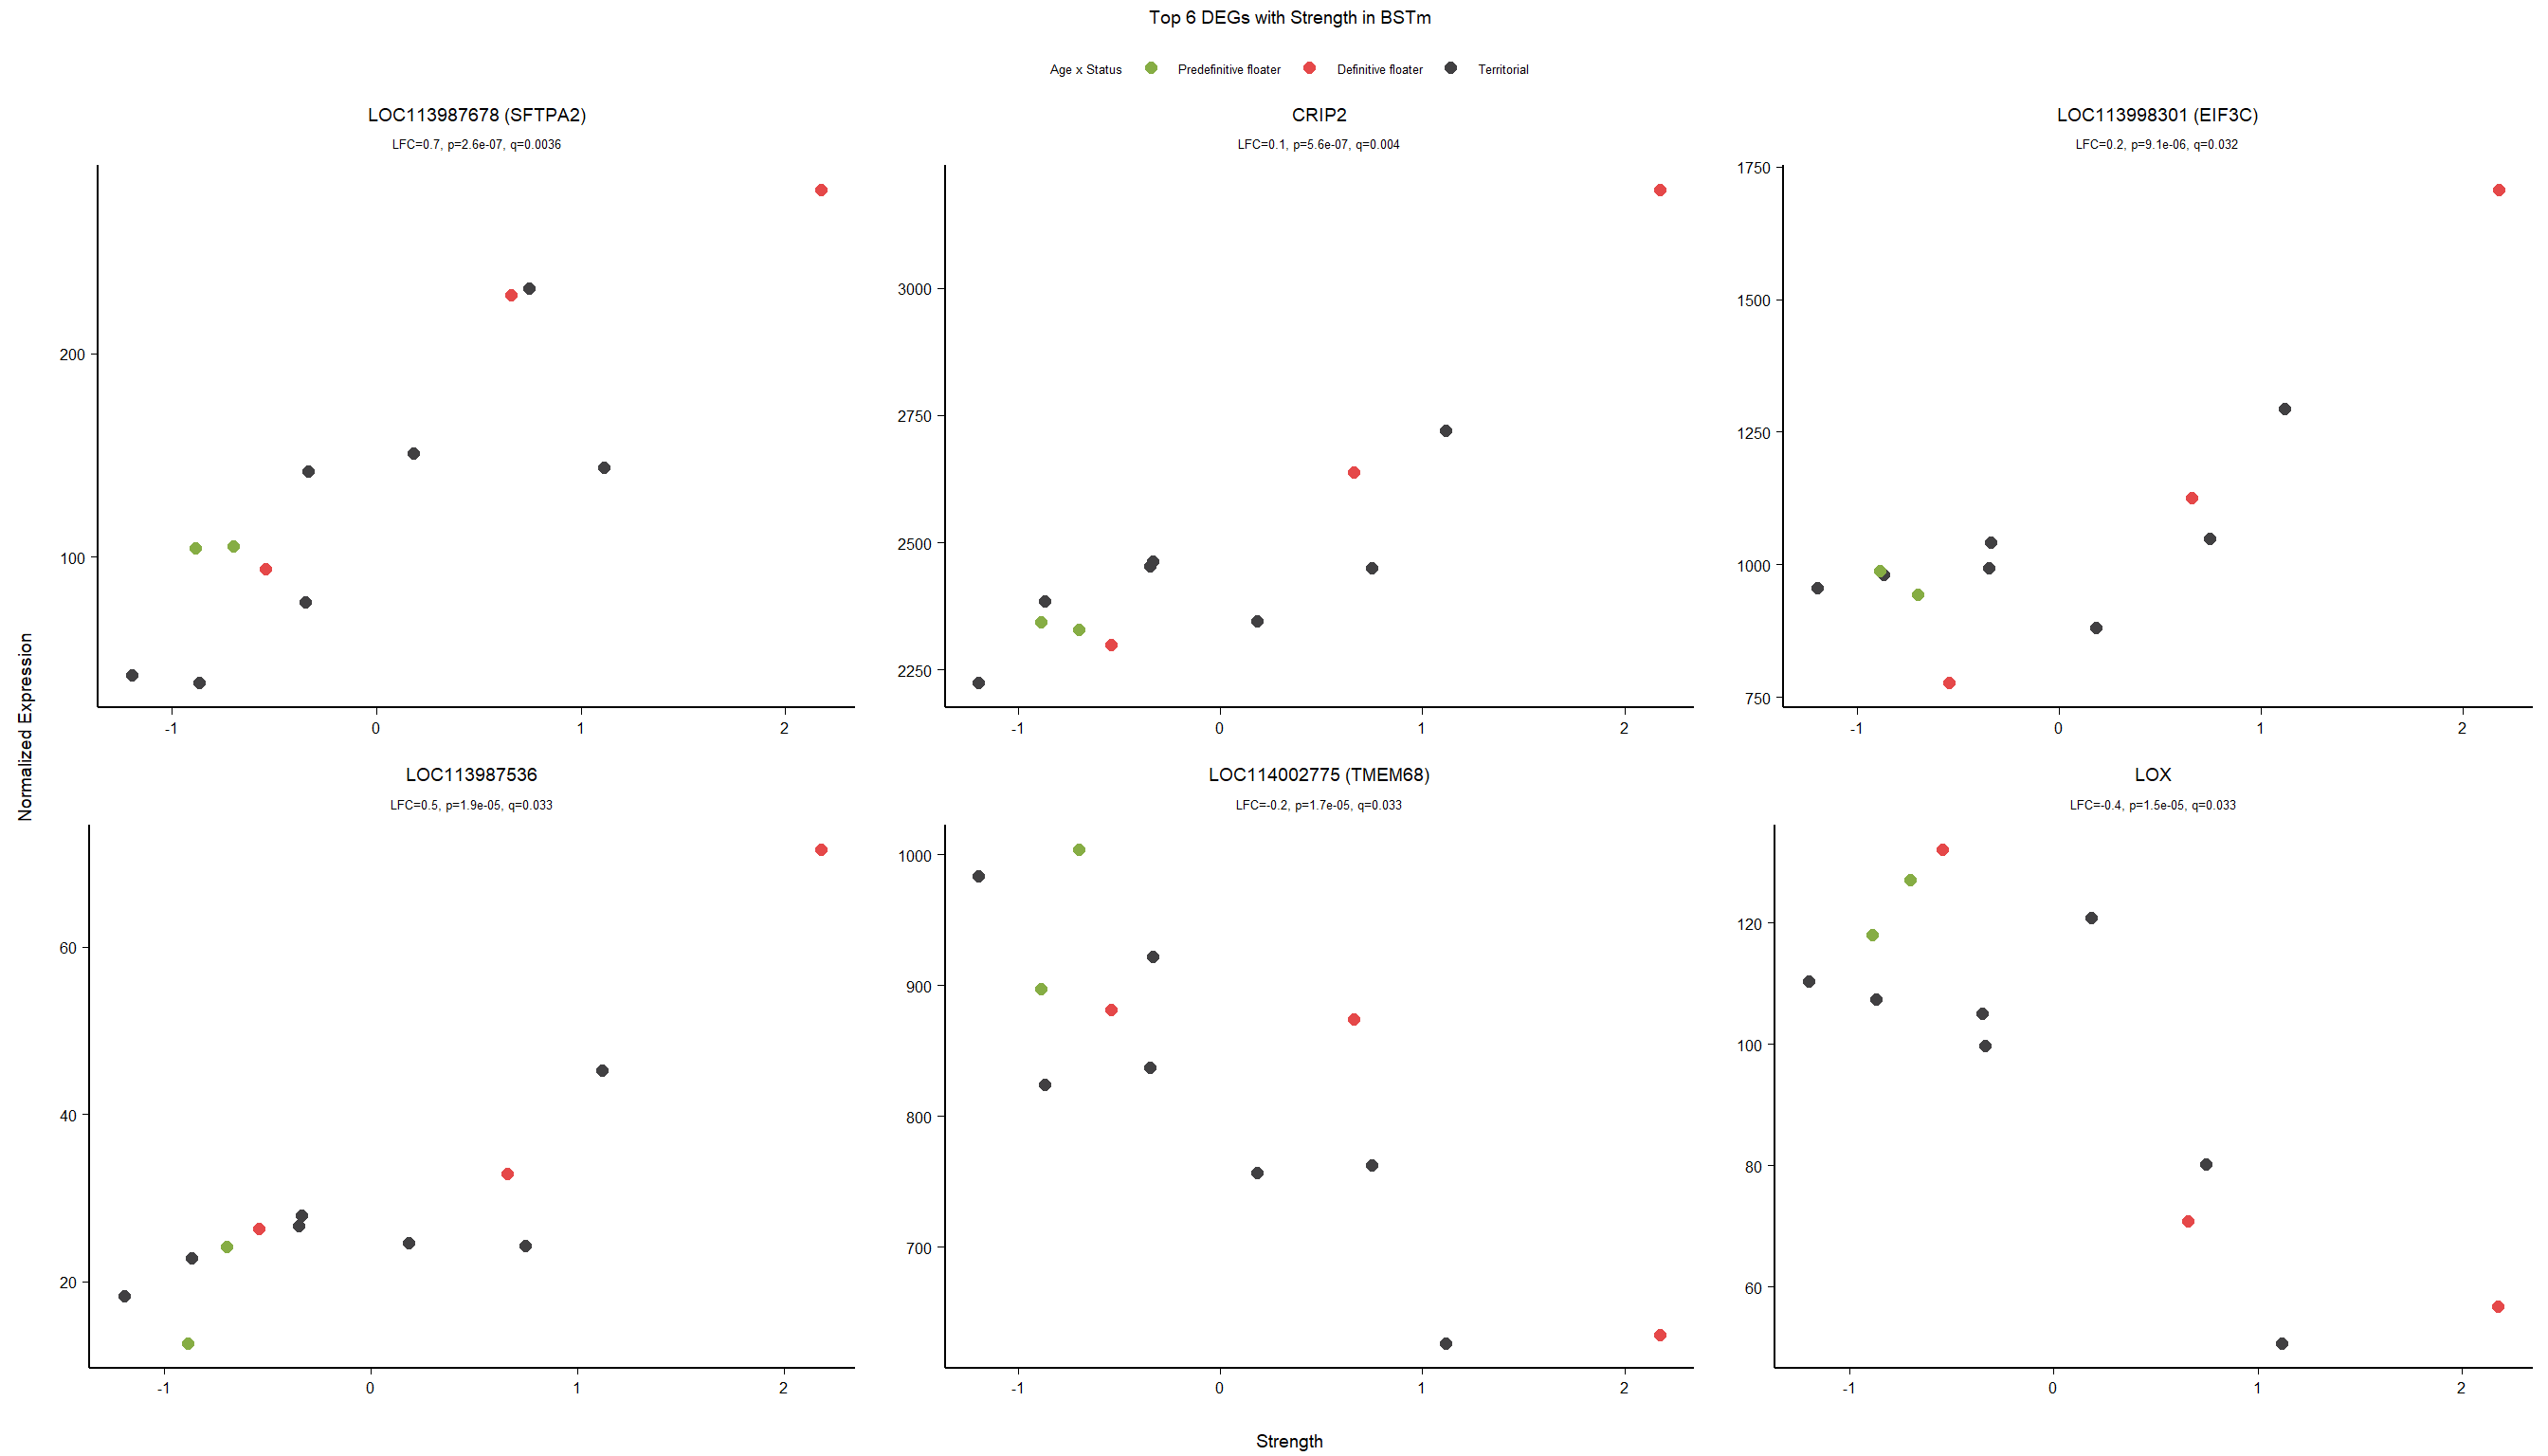 Top 6 DEGs with Strength in BSTm
Age x Status Predefinitive floater Definitive floater Territorial
LOC113987678 (SFTPA2)
LFC=0.7, p=2.6e-07, q=0.0036
200
100
-1 0 1 2
CRIP2
LFC=0.1, p=5.6e-07, q=0.004
3000
2750
2500
2250
-1 0 1 2
LOC113998301 (EIF3C)
LFC=0.2, p=9.1e-06, q=0.032
1750
1500
1250
1000
750
-1 0 1 2
Normalized Expression
LOC113987536
LFC=0.5, p=1.9e-05, q=0.033
60
40
20
-1 0 1 2
LOC114002775 (TMEM68)
LFC=-0.2, p=1.7e-05, q=0.033
1000
900
800
700
-1 0 1 2
LOX
LFC=-0.4, p=1.5e-05, q=0.033
120
100
80
60
-1 0 1 2
Strength